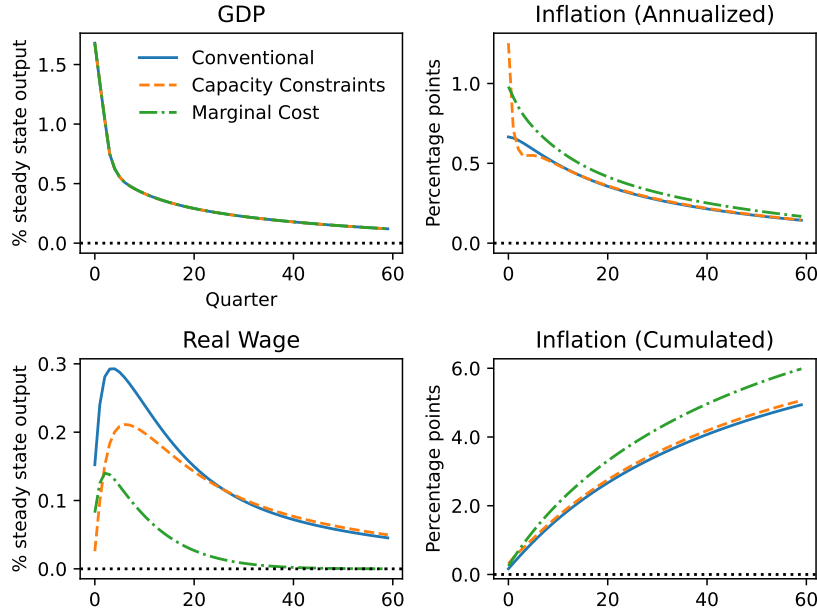 GDP
% steady state output
1.5
1.0
0.5
0.0
Conventional
Capacity Constraints
Marginal Cost
0
20
40
60
Quarter
Inflation (Annualized)
Percentage points
1.0
0.5
0.0
0
20
40
60
Real Wage
% steady state output
0.3
0.2
0.1
0.0
0
20
40
60
Inflation (Cumulated)
Percentage points
6.0
4.0
2.0
0.0
0
20
40
60